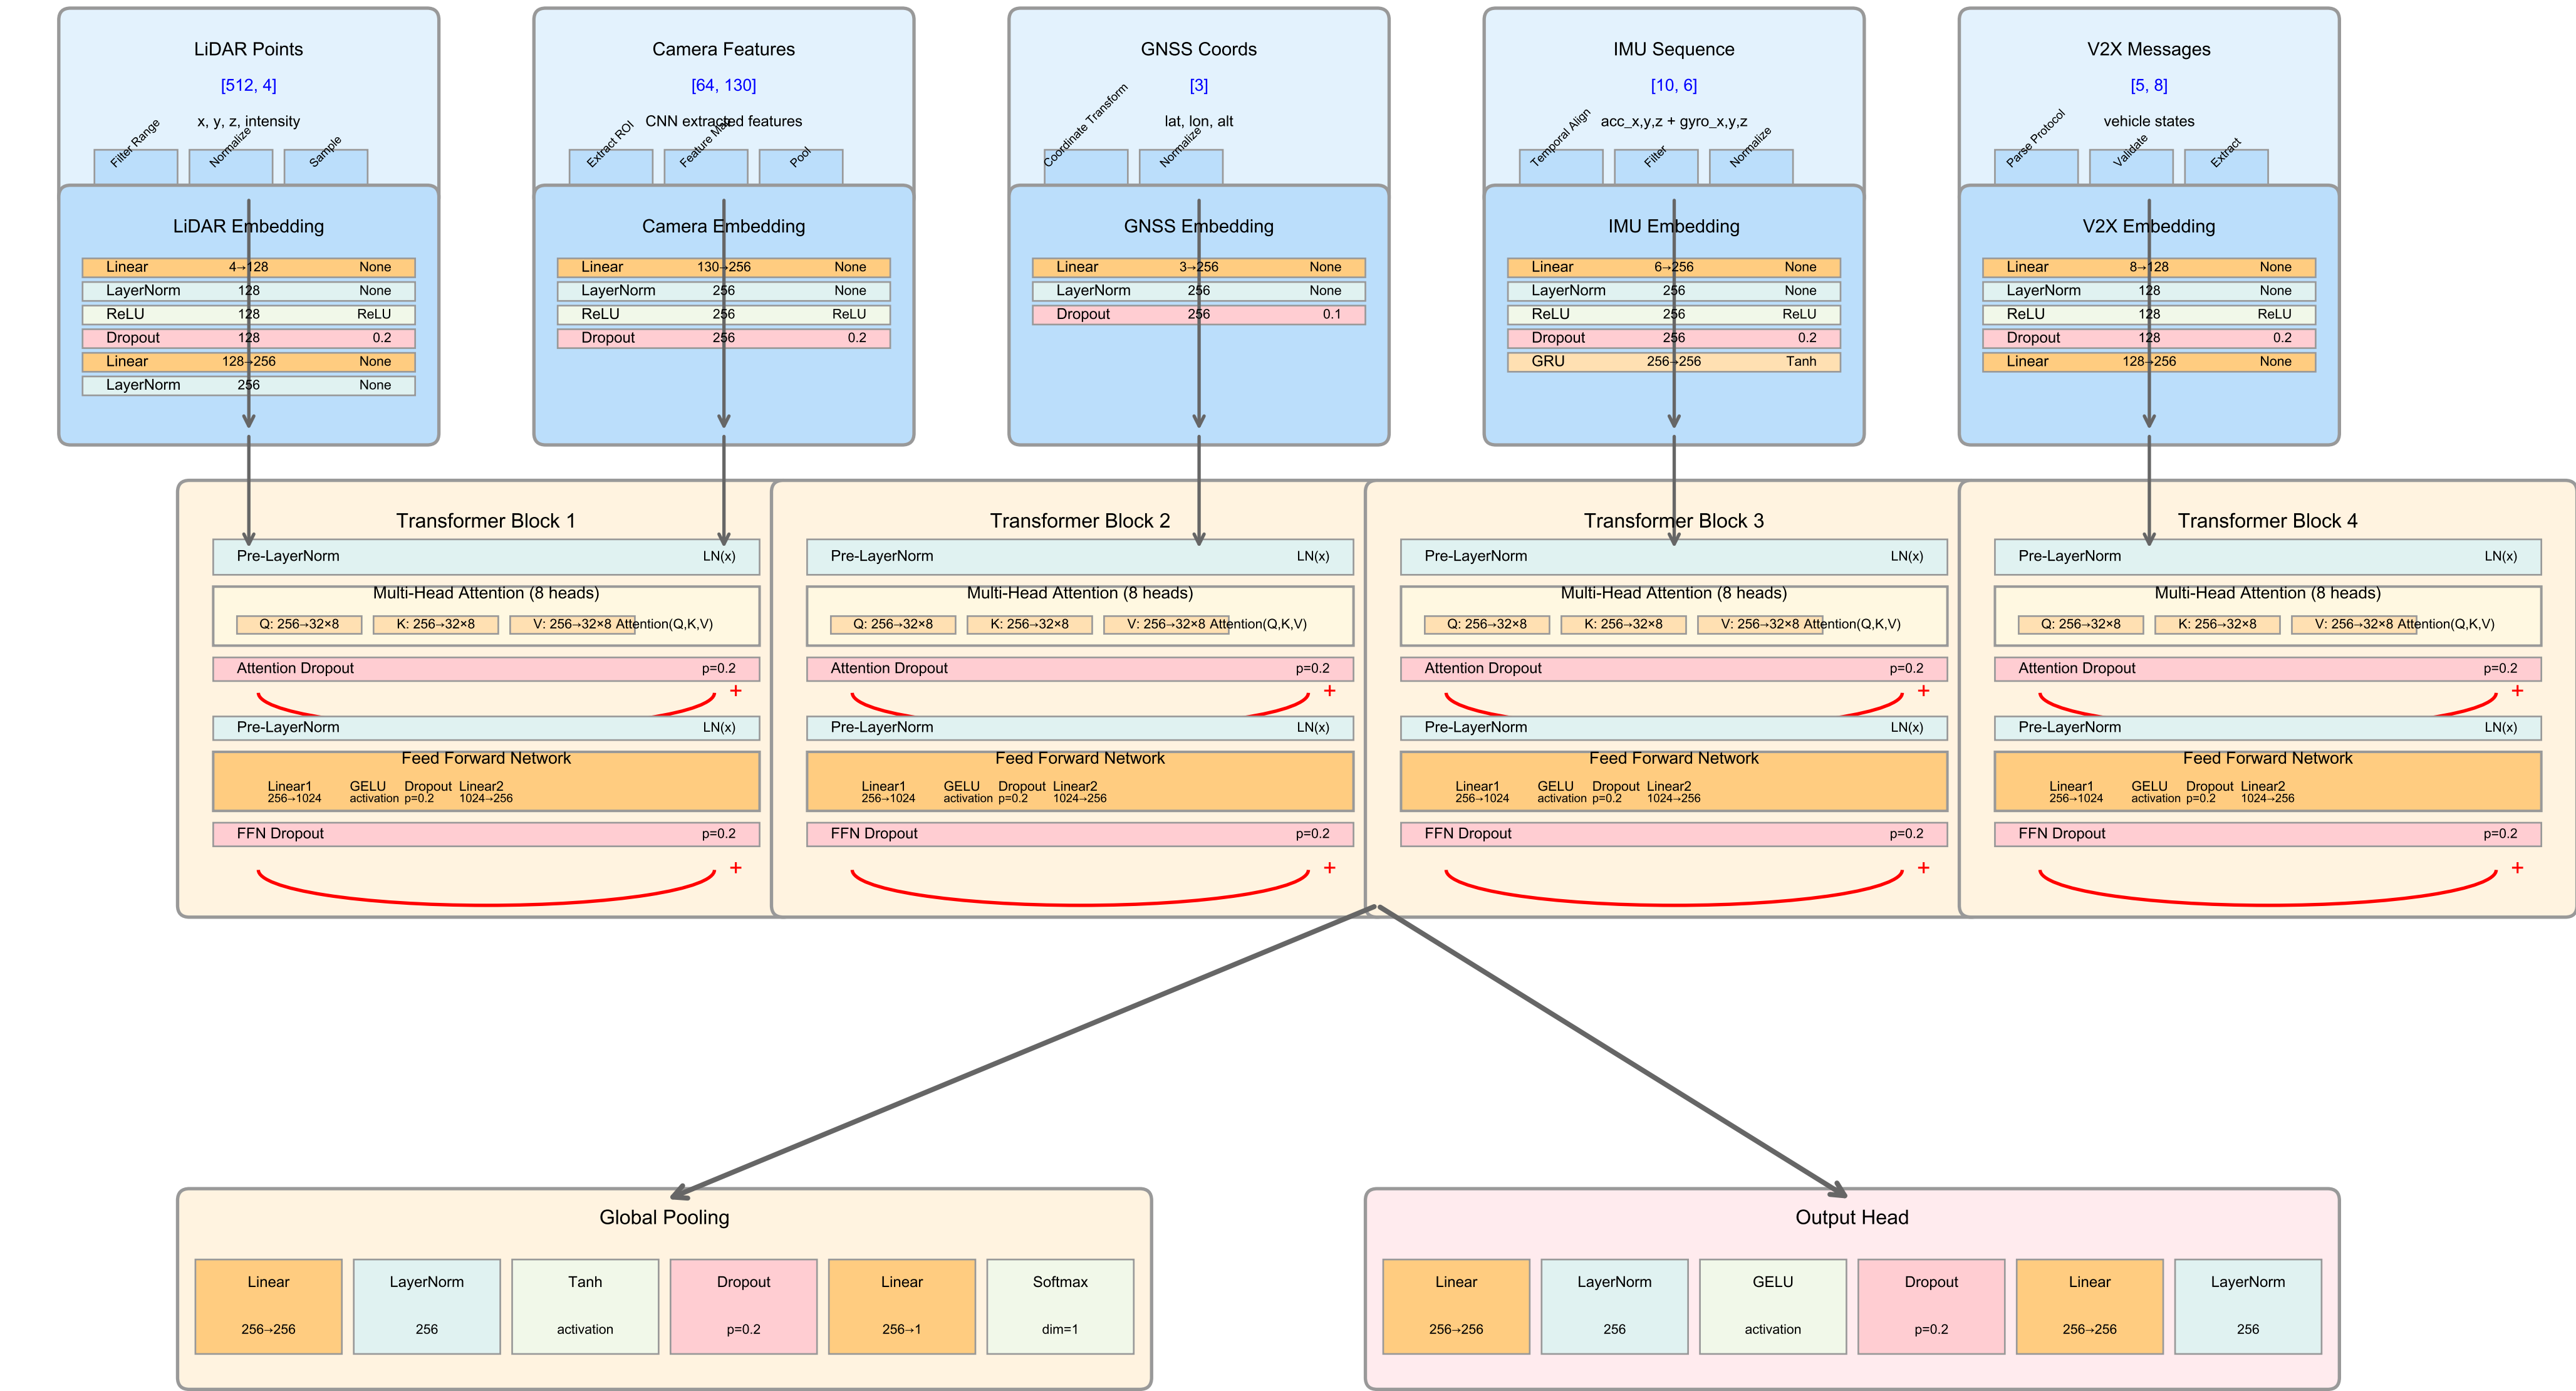 LiDAR Points
[512, 4]
x, y, z, intensity
Filter Range
Normalize
Sample
LiDAR Embedding
Linear 4→128 None
LayerNorm 128 None
ReLU 128 ReLU
Dropout 128 0.2
Linear 128→256 None
LayerNorm 256 None
Camera Features
[64, 130]
CNN extracted features
Extract ROI
Pool
Camera Embedding
Linear 130→256 None
LayerNorm 256 None
ReLU 256 ReLU
Dropout 256 0.2
GNSS Coords
[3]
lat, lon, alt
Coordinate Transform
Normalize
GNSS Embedding
Linear 3→256 None
LayerNorm 256 None
Dropout 256 0.1
IMU Sequence
[10, 6]
acc_x,y,z + gyro_x,y,z
Temporal Align
Filter
Normalize
IMU Embedding
Linear 6→256 None
LayerNorm 256 None
ReLU 256 ReLU
Dropout 256 0.2
GRU 256→256 Tanh
V2X Messages
[5, 8]
vehicle states
Parse Protocol
Validate
Extract
V2X Embedding
Linear 8→128 None
LayerNorm 128 None
ReLU 128 ReLU
Dropout 128 0.2
Linear 128→256 None
Transformer Block 1
Pre-LayerNorm LN(x)
Multi-Head Attention (8 heads)
Q: 256→32×8 K: 256→32×8 V: 256→32×8 Attention(Q,K,V)
Attention Dropout p=0.2
+
Pre-LayerNorm LN(x)
Feed Forward Network
Linear1 GELU Dropout Linear2
256→1024 activation p=0.2 1024→256
FFN Dropout p=0.2
+
Transformer Block 2
Pre-LayerNorm LN(x)
Multi-Head Attention (8 heads)
Q: 256→32×8 K: 256→32×8 V: 256→32×8 Attention(Q,K,V)
Attention Dropout p=0.2
+
Pre-LayerNorm LN(x)
Feed Forward Network
Linear1 GELU Dropout Linear2
256→1024 activation p=0.2 1024→256
FFN Dropout p=0.2
+
Transformer Block 3
Pre-LayerNorm LN(x)
Multi-Head Attention (8 heads)
Q: 256→32×8 K: 256→32×8 V: 256→32×8 Attention(Q,K,V)
Attention Dropout p=0.2
+
Pre-LayerNorm LN(x)
Feed Forward Network
Linear1 GELU Dropout Linear2
256→1024 activation p=0.2 1024→256
FFN Dropout p=0.2
+
Transformer Block 4
Pre-LayerNorm LN(x)
Multi-Head Attention (8 heads)
Q: 256→32×8 K: 256→32×8 V: 256→32×8 Attention(Q,K,V)
Attention Dropout p=0.2
+
Pre-LayerNorm LN(x)
Feed Forward Network
Linear1 GELU Dropout Linear2
256→1024 activation p=0.2 1024→256
FFN Dropout p=0.2
+
Global Pooling
Linear LayerNorm Tanh Dropout Linear Softmax
256→256 256 activation p=0.2 256→1 dim=1
Output Head
Linear LayerNorm GELU Dropout Linear LayerNorm
256→256 256 activation p=0.2 256→256 256